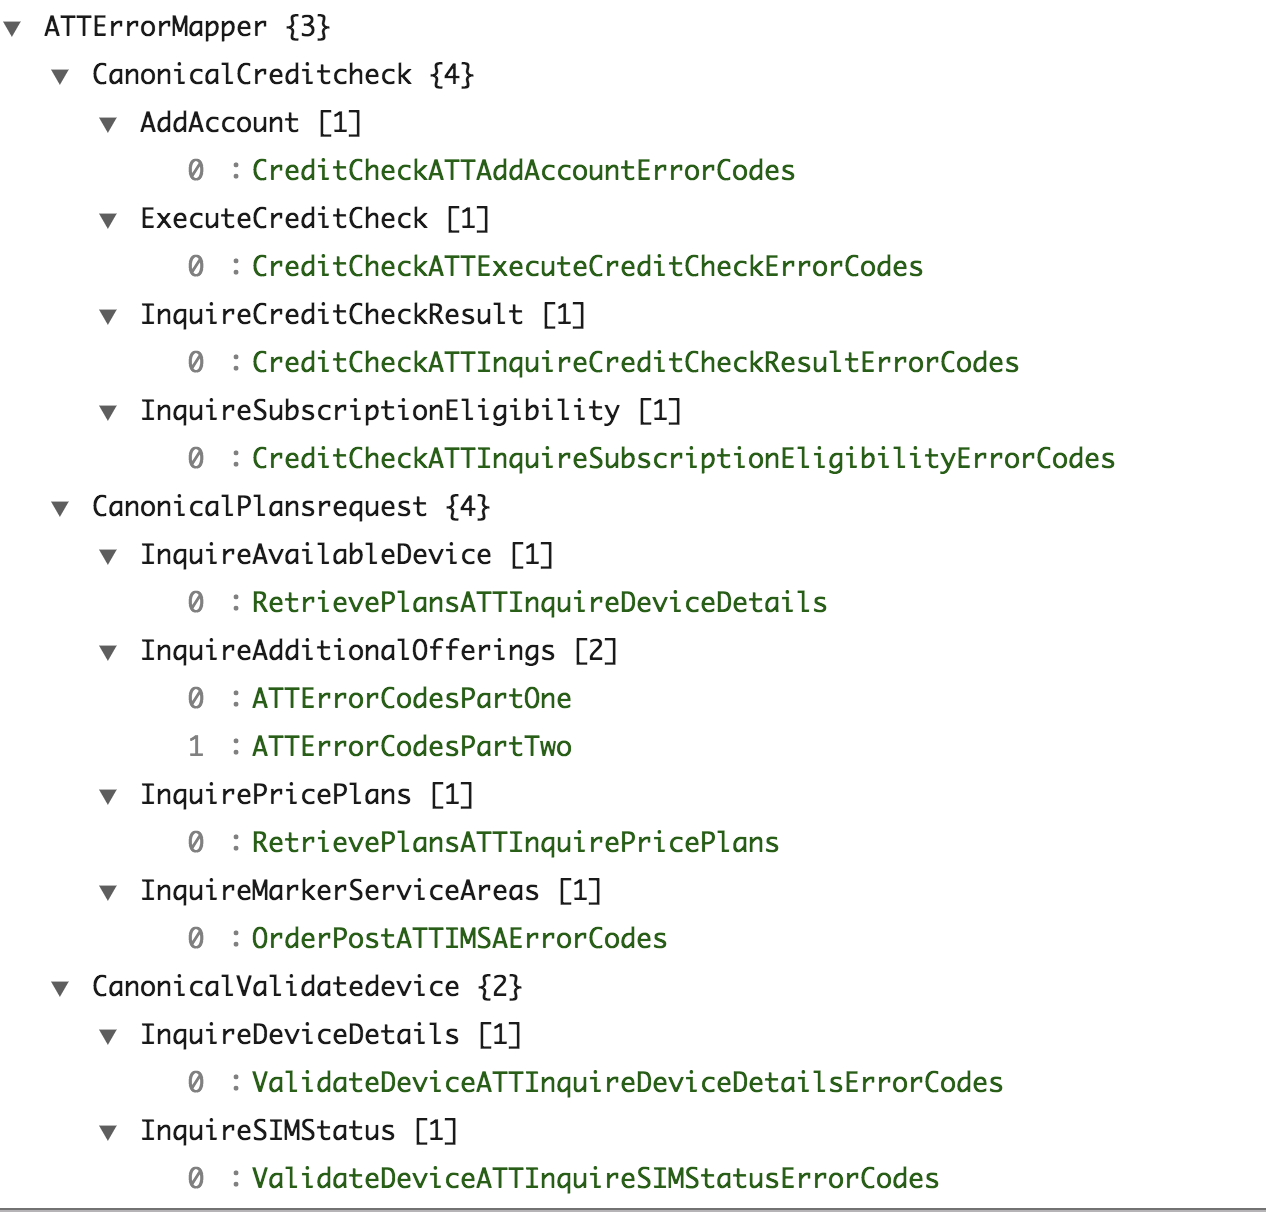 ▼ ATTErrorMapper {3}
▼ CanonicalCreditcheck {4}
▼ AddAccount [1]
0 : CreditCheckATTAddAccountErrorCodes
▼ ExecuteCreditCheck [1]
0 : CreditCheckATTExecuteCreditCheckErrorCodes
▼ InquireCreditCheckResult [1]
0 : CreditCheckATTInquireCreditCheckResultErrorCodes
▼ InquireSubscriptionEligibility [1]
0 : CreditCheckATTInquireSubscriptionEligibilityErrorCodes
▼ CanonicalPlansrequest {4}
▼ InquireAvailableDevice [1]
0 : RetrievePlansATTInquireDeviceDetails
▼ InquireAdditionalOfferings [2]
0 : ATTErrorCodesPartOne
1 : ATTErrorCodesPartTwo
▼ InquirePricePlans [1]
0 : RetrievePlansATTInquirePricePlans
▼ InquireMarkerServiceAreas [1]
0 : OrderPostATTIMSAErrorCodes
▼ CanonicalValidatedevice {2}
▼ InquireDeviceDetails [1]
0 : ValidateDeviceATTInquireDeviceDetailsErrorCodes
▼ InquireSIMStatus [1]
0 : ValidateDeviceATTInquireSIMStatusErrorCodes